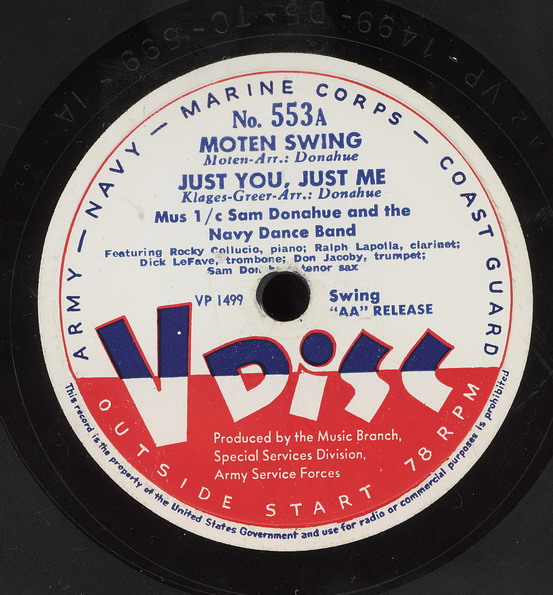 ARMY — NAVY — MARINE CORPS — COAST GUARD
No. 553A
MOTEN SWING
Moten-Arr.: Donahue
JUST YOU, JUST ME
Klages-Greer-Arr.: Donahue
Mus 1/c Sam Donahue and the
Navy Dance Band
Featuring Rocky Collucio, piano; Ralph Lapolla, clarinet;
Dick LeFave, trombone; Don Jacoby, trumpet;
Sam tenor sax
VP 1499
Swing
"AA" RELEASE
V DiSC
Produced by the Music Branch,
Special Services Division,
Army Service Forces
OUTSIDE START 78 RPM
This record is the property of the United States Government and use for radio or commercial purposes is prohibited
VP-1499-D5-TC-599-1A